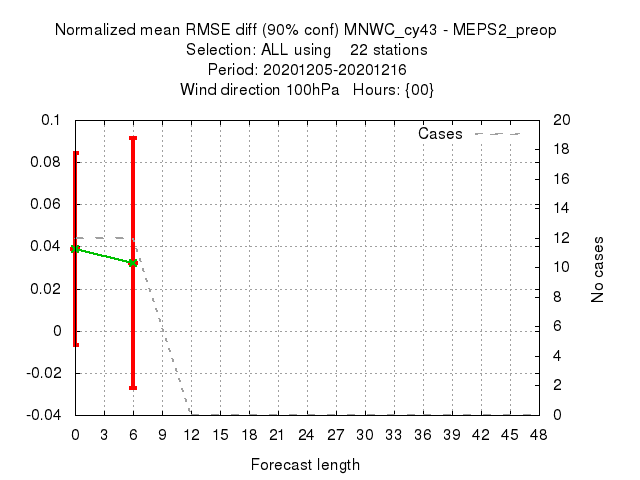 Normalized mean RMSE diff (90% conf) MNWC_cy43 - MEPS2_preop
Selection: ALL using 22 stations
Period: 20201205-20201216
Wind direction 100hPa Hours: {00}
Cases
0.1
0.08
0.06
0.04
0.02
0
-0.02
-0.04
20
18
16
14
12
10
8
6
4
2
0
No cases
0 3 6 9 12 15 18 21 24 27 30 33 36 39 42 45 48
Forecast length